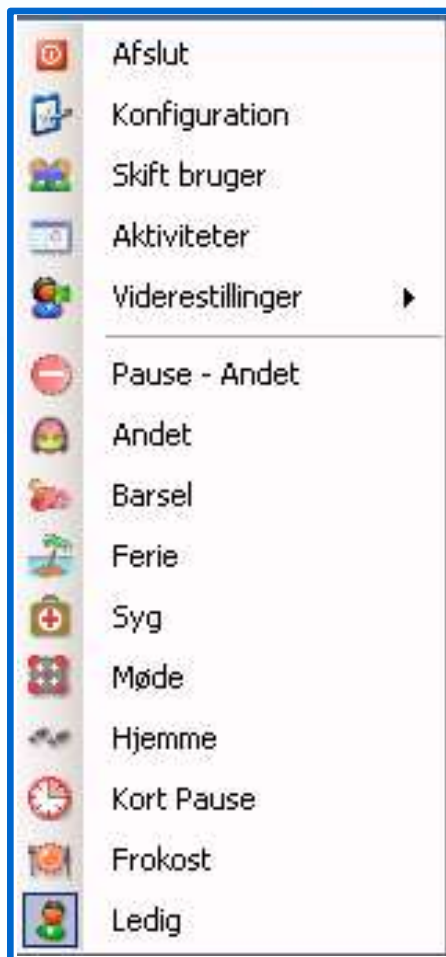 Afslut
Konfiguration
Skift bruger
Aktiviteter
Viderestillinger
Pause - Andet
Andet
Barsel
Ferie
Syg
Møde
Hjemme
Kort Pause
Frokost
Ledig